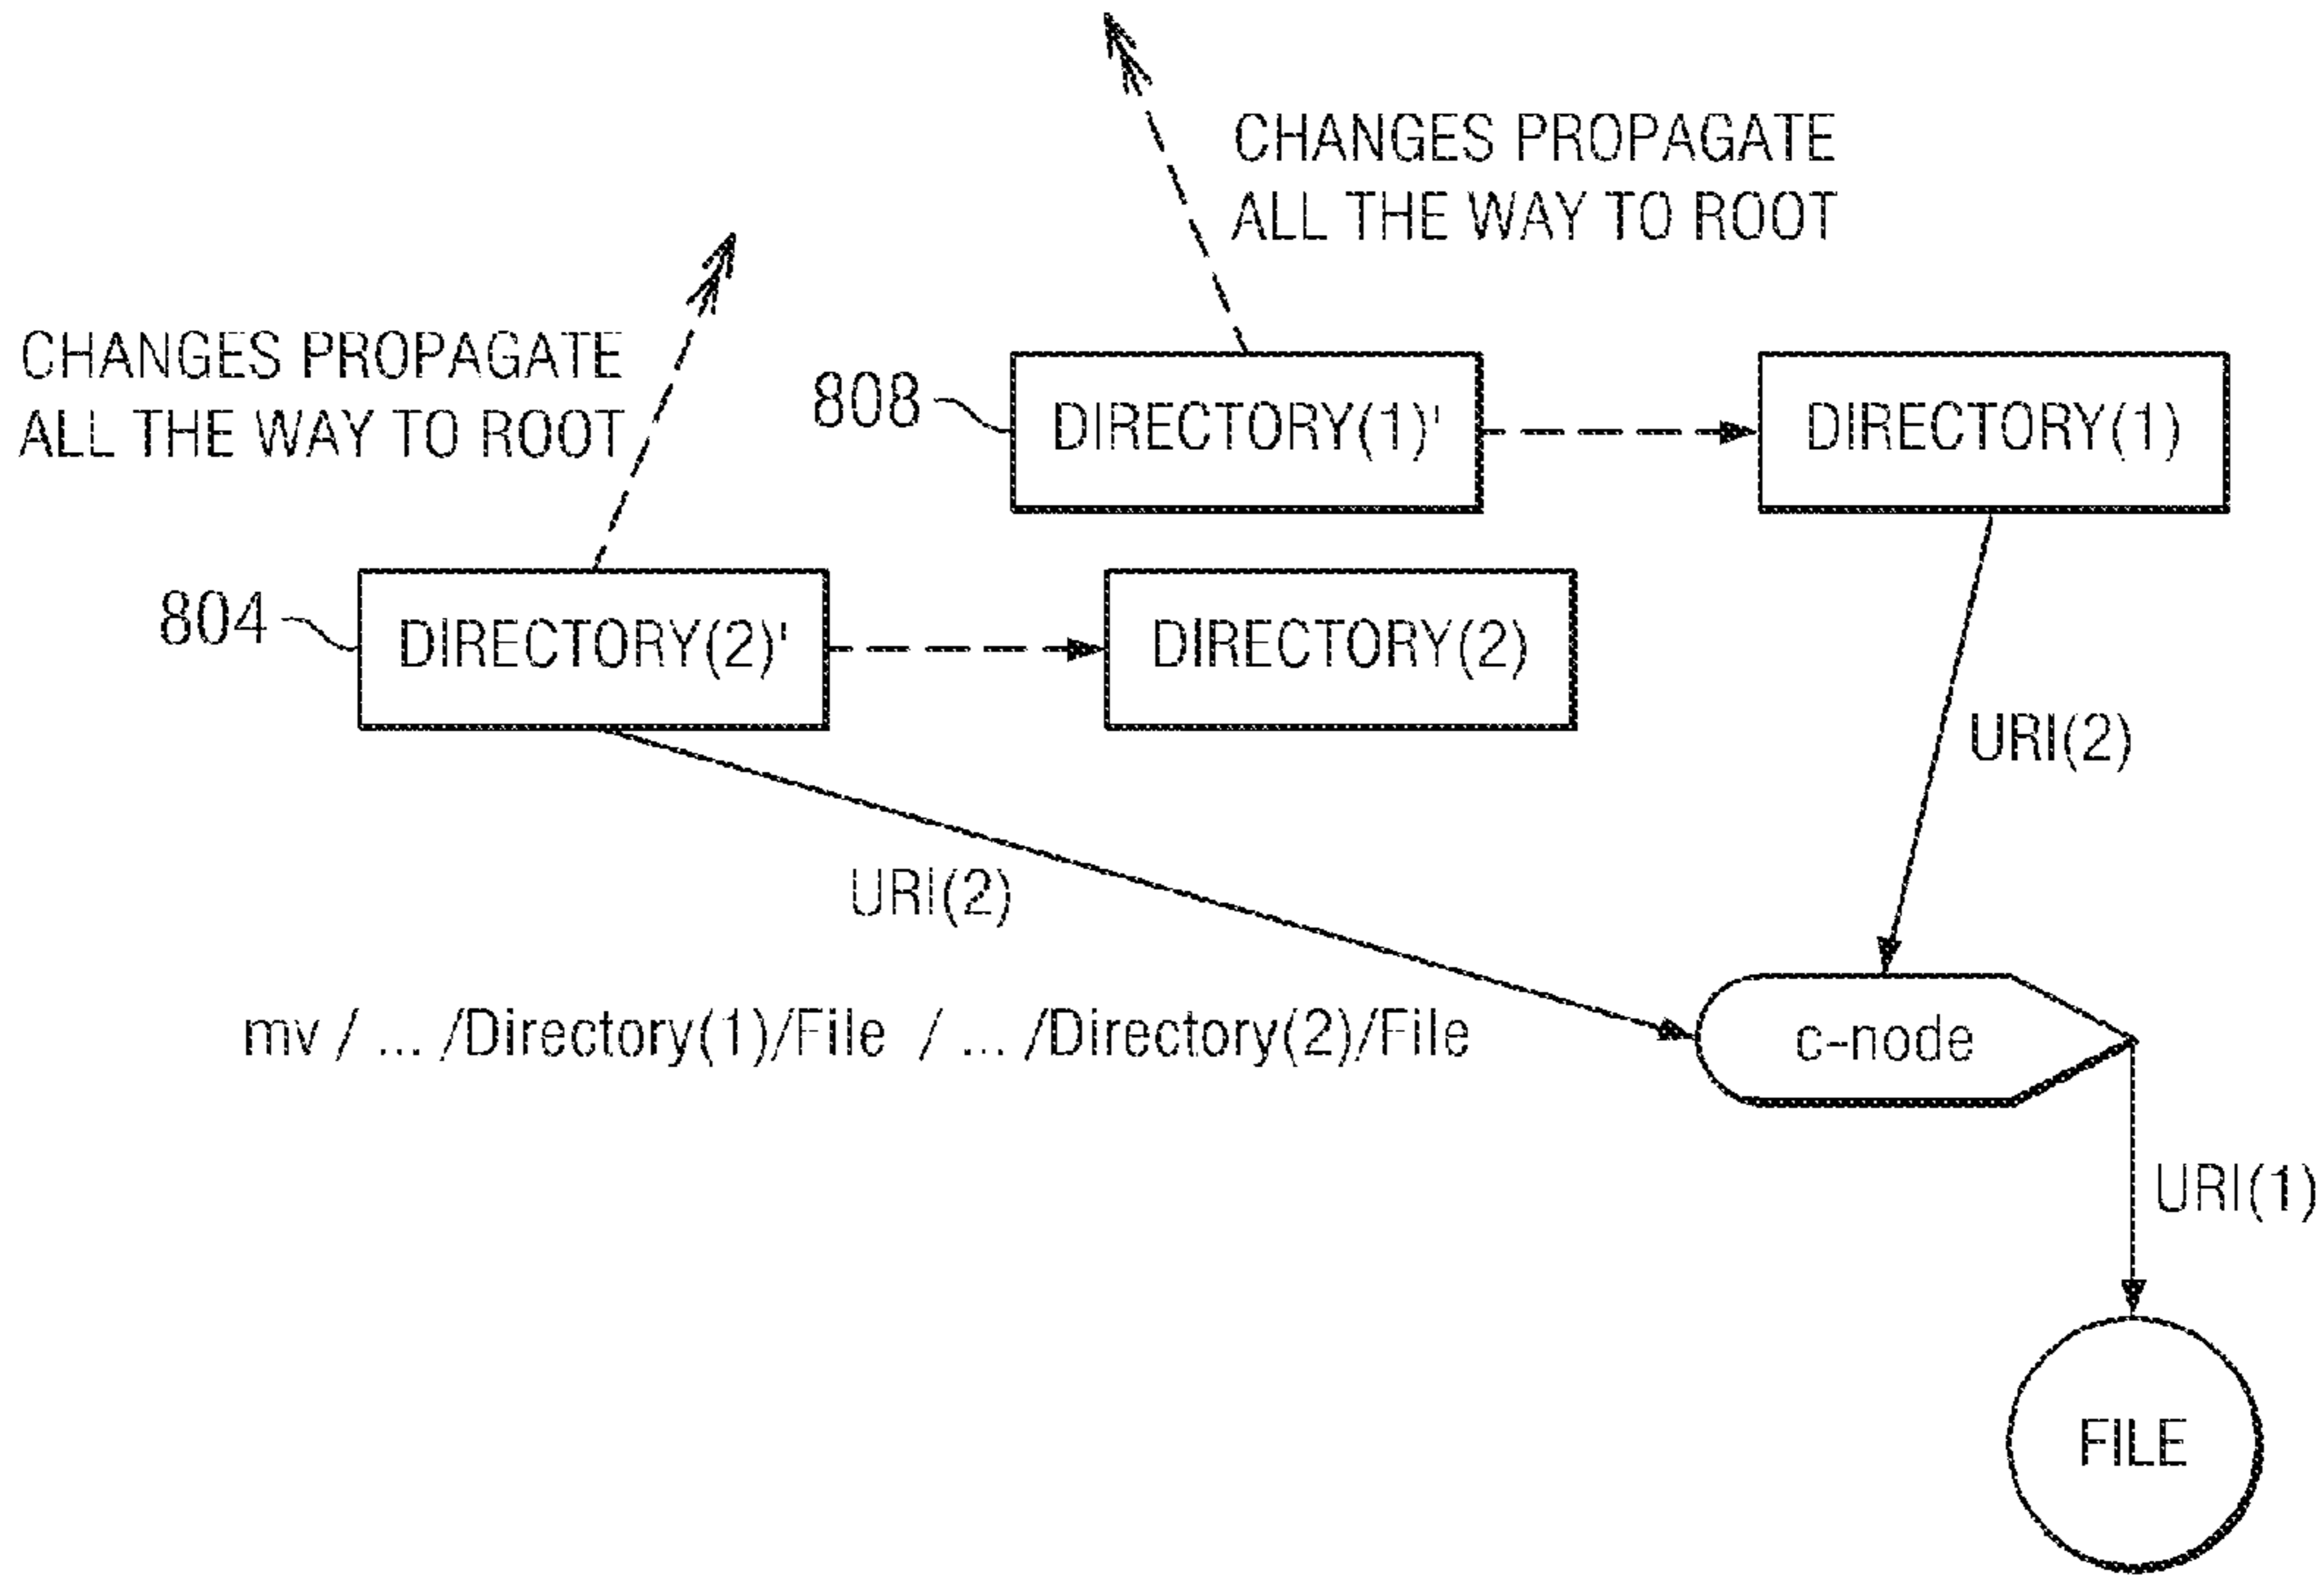 CHANGES PROPAGATE
ALL THE WAY TO ROOT
CHANGES PROPAGATE
ALL THE WAY TO ROOT
808
DIRECTORY(1)'
DIRECTORY(1)
804
DIRECTORY(2)'
DIRECTORY(2)
URI(2)
URI(2)
mv / ... /Directory(1)/File / ... /Directory(2)/File
c-node
URI(1)
FILE